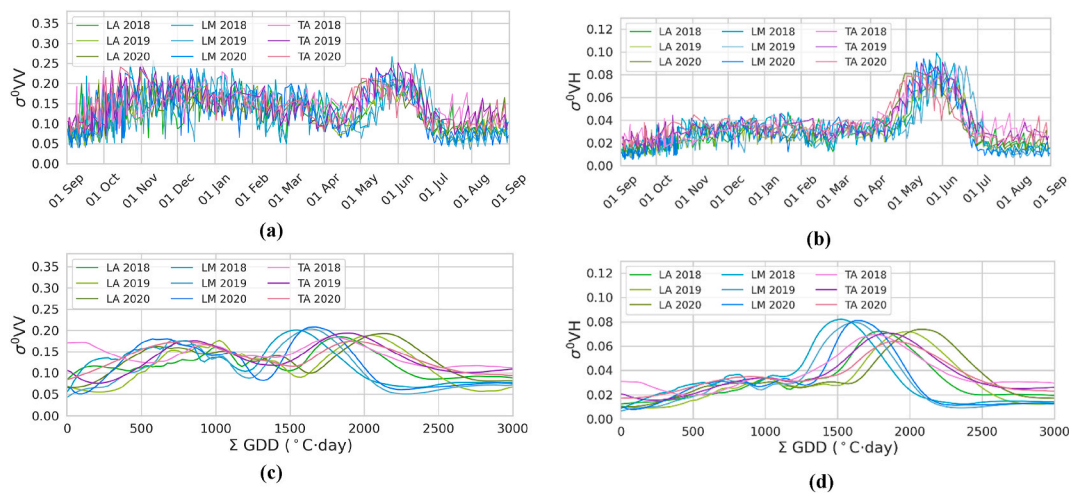 0.35
0.30
0.25
0.20
0.15
0.10
0.05
0.00
σ⁰VV
LA 2018 LM 2018 TA 2018
LA 2019 LM 2019 TA 2019
LA 2020 LM 2020 TA 2020
01 Sep 01 Oct 01 Nov 01 Dec 01 Jan 01 Feb 01 Mar 01 Apr 01 May 01 Jun 01 Jul 01 Aug 01 Sep
(a)
0.12
0.10
0.08
0.06
0.04
0.02
0.00
σ⁰VH
LA 2018 LM 2018 TA 2018
LA 2019 LM 2019 TA 2019
LA 2020 LM 2020 TA 2020
01 Sep 01 Oct 01 Nov 01 Dec 01 Jan 01 Feb 01 Mar 01 Apr 01 May 01 Jun 01 Jul 01 Aug 01 Sep
(b)
0.35
0.30
0.25
0.20
0.15
0.10
0.05
0.00
σ⁰VV
LA 2018 LM 2018 TA 2018
LA 2019 LM 2019 TA 2019
LA 2020 LM 2020 TA 2020
0 500 1000 1500 2000 2500 3000
Σ GDD (°C·day)
(c)
0.12
0.10
0.08
0.06
0.04
0.02
0.00
σ⁰VH
LA 2018 LM 2018 TA 2018
LA 2019 LM 2019 TA 2019
LA 2020 LM 2020 TA 2020
0 500 1000 1500 2000 2500 3000
Σ GDD (°C·day)
(d)